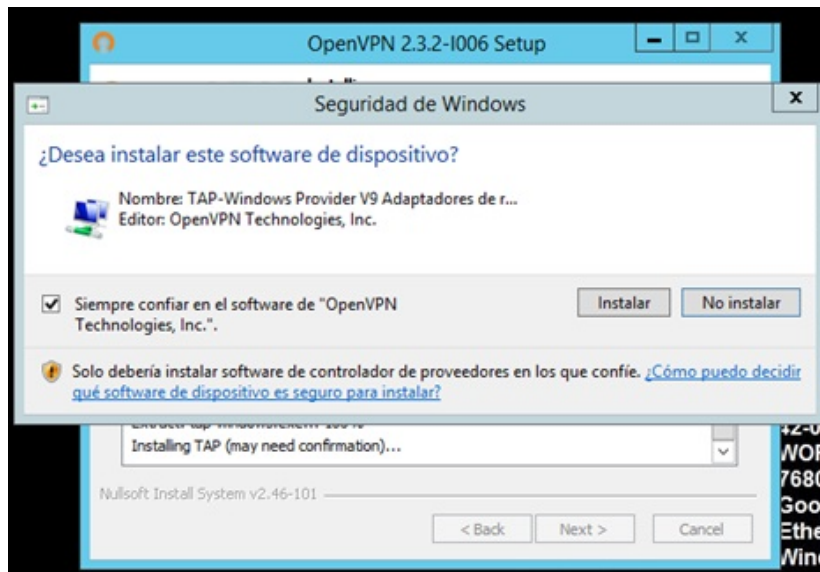 OpenVPN 2.3.2-I006 Setup
Seguridad de Windows
¿Desea instalar este software de dispositivo?
Nombre: TAP-Windows Provider V9 Adaptadores de r...
Editor: OpenVPN Technologies, Inc.
Siempre confiar en el software de "OpenVPN
Technologies, Inc.".
Instalar
No instalar
Solo debería instalar software de controlador de proveedores en los que confíe. ¿Cómo puedo decidir
qué software de dispositivo es seguro para instalar?
Installing TAP (may need confirmation)...
Nullsoft Install System v2.46-101
< Back
Next >
Cancel
7680